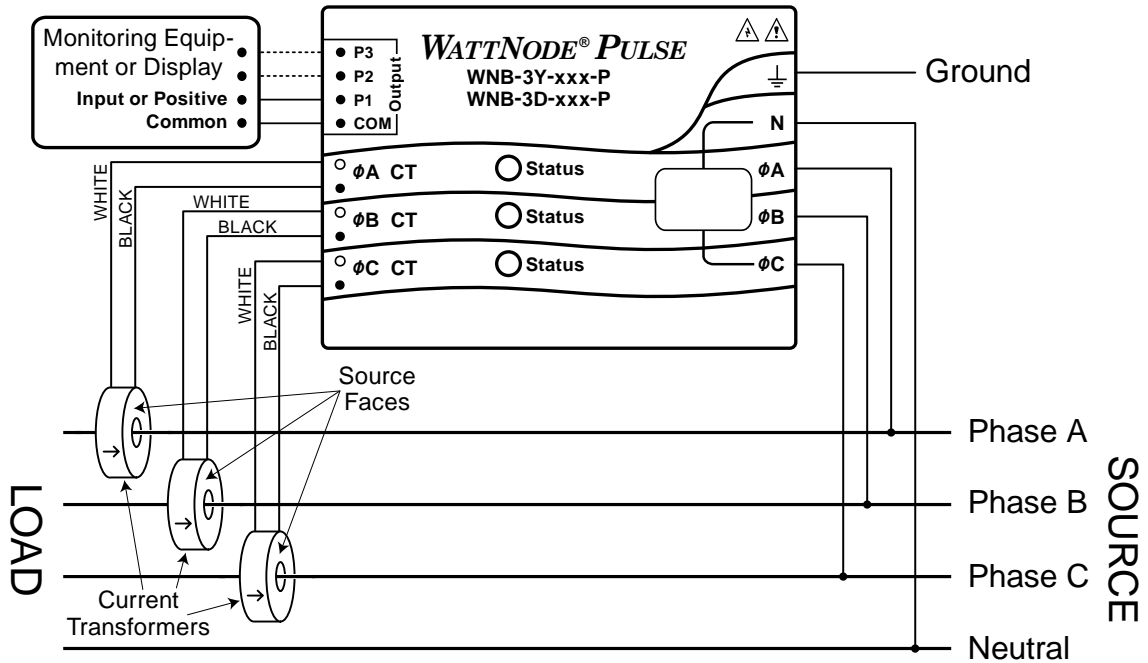 Monitoring Equip-
ment or Display
Input or Positive
Common
P3
P2
P1
COM
Output
WATTNODE® PULSE
WNB-3Y-xxx-P
WNB-3D-xxx-P
Ground
N
ϕA CT
Status
ϕA
ϕB CT
Status
ϕB
ϕC CT
Status
ϕC
WHITE
BLACK
WHITE
BLACK
WHITE
BLACK
Source
Faces
Phase A
Phase B
Phase C
Neutral
LOAD
SOURCE
Current
Transformers